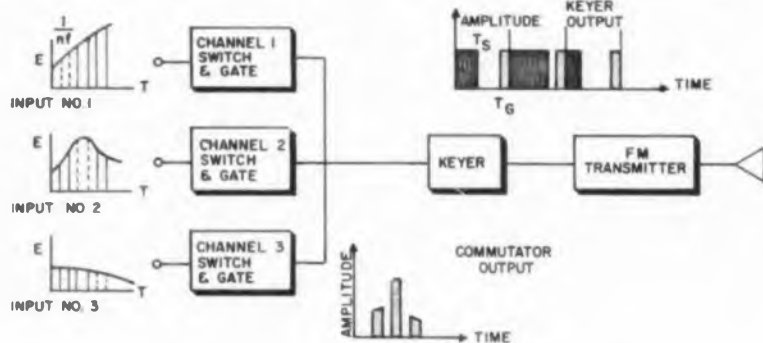 1
nf
E
T
INPUT NO. 1
CHANNEL 1
SWITCH
& GATE
E
T
INPUT NO 2
CHANNEL 2
SWITCH
& GATE
E
T
INPUT NO. 3
CHANNEL 3
SWITCH
& GATE
AMPLITUDE
KEYER
OUTPUT
TS
TG
TIME
KEYER
FM
TRANSMITTER
COMMUTATOR
OUTPUT
AMPLITUDE
TIME